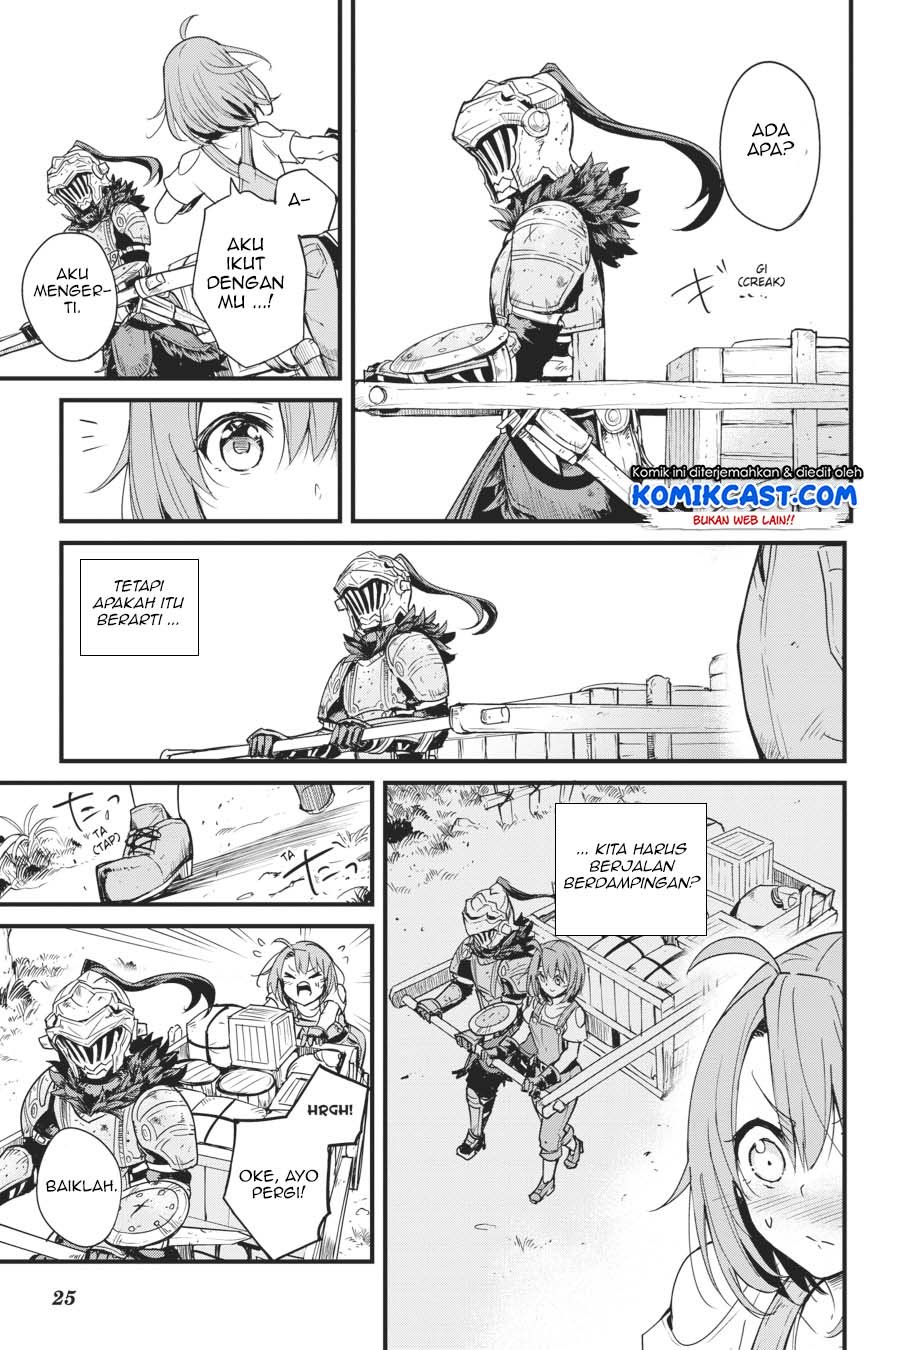 ADA
APA?
GI
(CREAK)
ギ
Komik ini diterjemahkan & diedit oleh
KOMIKCAST.COM
BUKAN WEB LAIN!!
A-
AKU
IKUT
DENGAN
MU ...!
AKU
MENGER-
TI.
TETAPI
APAKAH ITU
BERARTI ...
... KITA HARUS
BERJALAN
BERDAMPINGAN?
TA
(TAP)
TA
HRGH!
OKE, AYO
PERGI!
BAIKLAH.
25